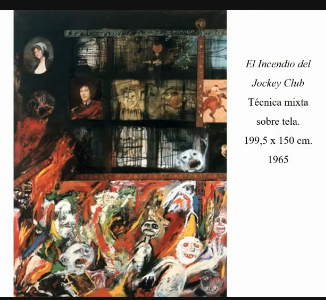 El Incendio del
Jockey Club
Técnica mixta
sobre tela.
199,5 x 150 cm.
1965